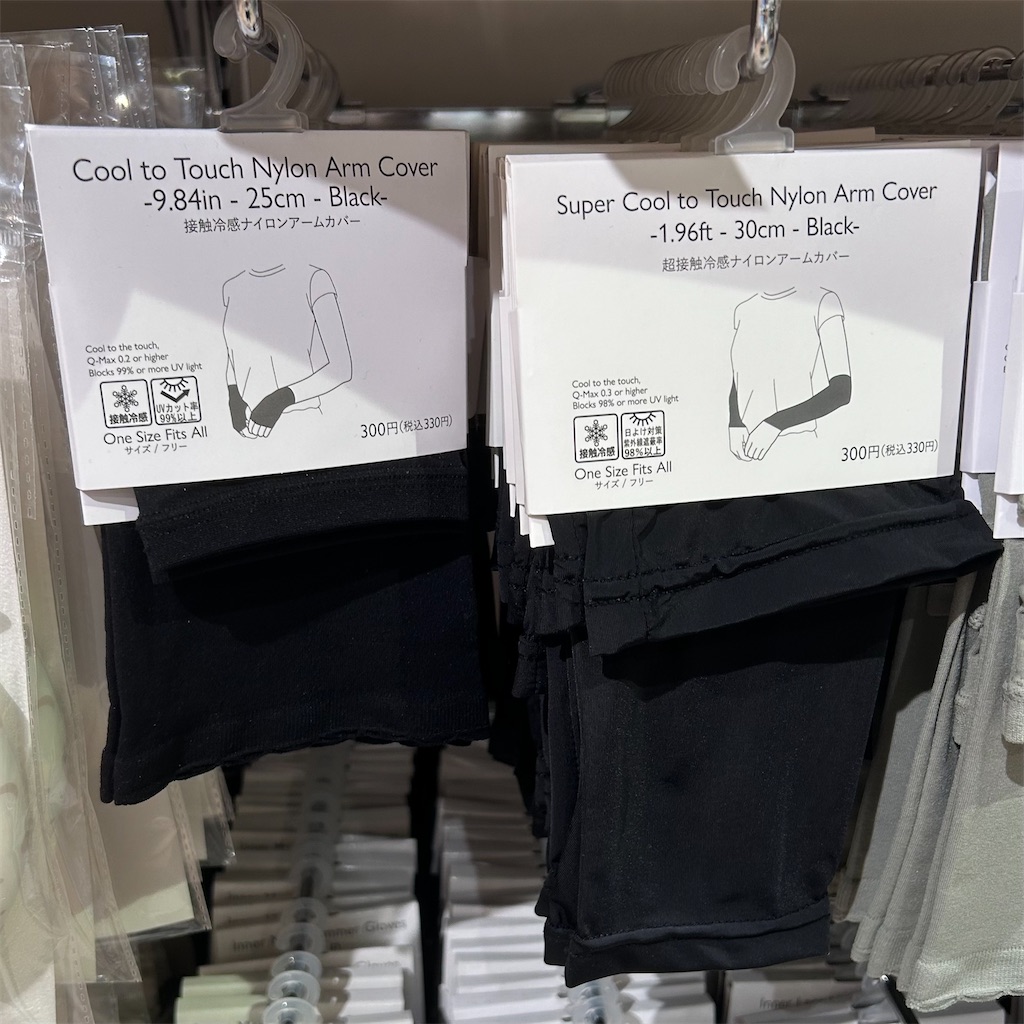 Cool to Touch Nylon Arm Cover
-9.84in - 25cm - Black-
接触冷感ナイロンアームカバー
Cool to the touch,
Q-Max 0.2 or higher
Blocks 99% or more UV light
接触冷感
UVカット率
99%以上
One Size Fits All
サイズ / フリー
300円(税込330円)
Super Cool to Touch Nylon Arm Cover
-1.96ft - 30cm - Black-
超接触冷感ナイロンアームカバー
Cool to the touch,
Q-Max 0.3 or higher
Blocks 98% or more UV light
接触冷感
日よけ対策
紫外線遮蔽率
98%以上
One Size Fits All
サイズ / フリー
300円(税込330円)